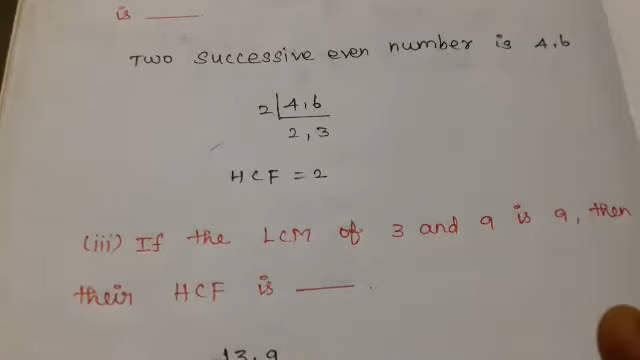 is ____
Two successive even number is 4,6
2 | 4,6
2, 3
HCF = 2
(iii) If the LCM of 3 and 9 is 9, then
their HCF is ____.
3, 9